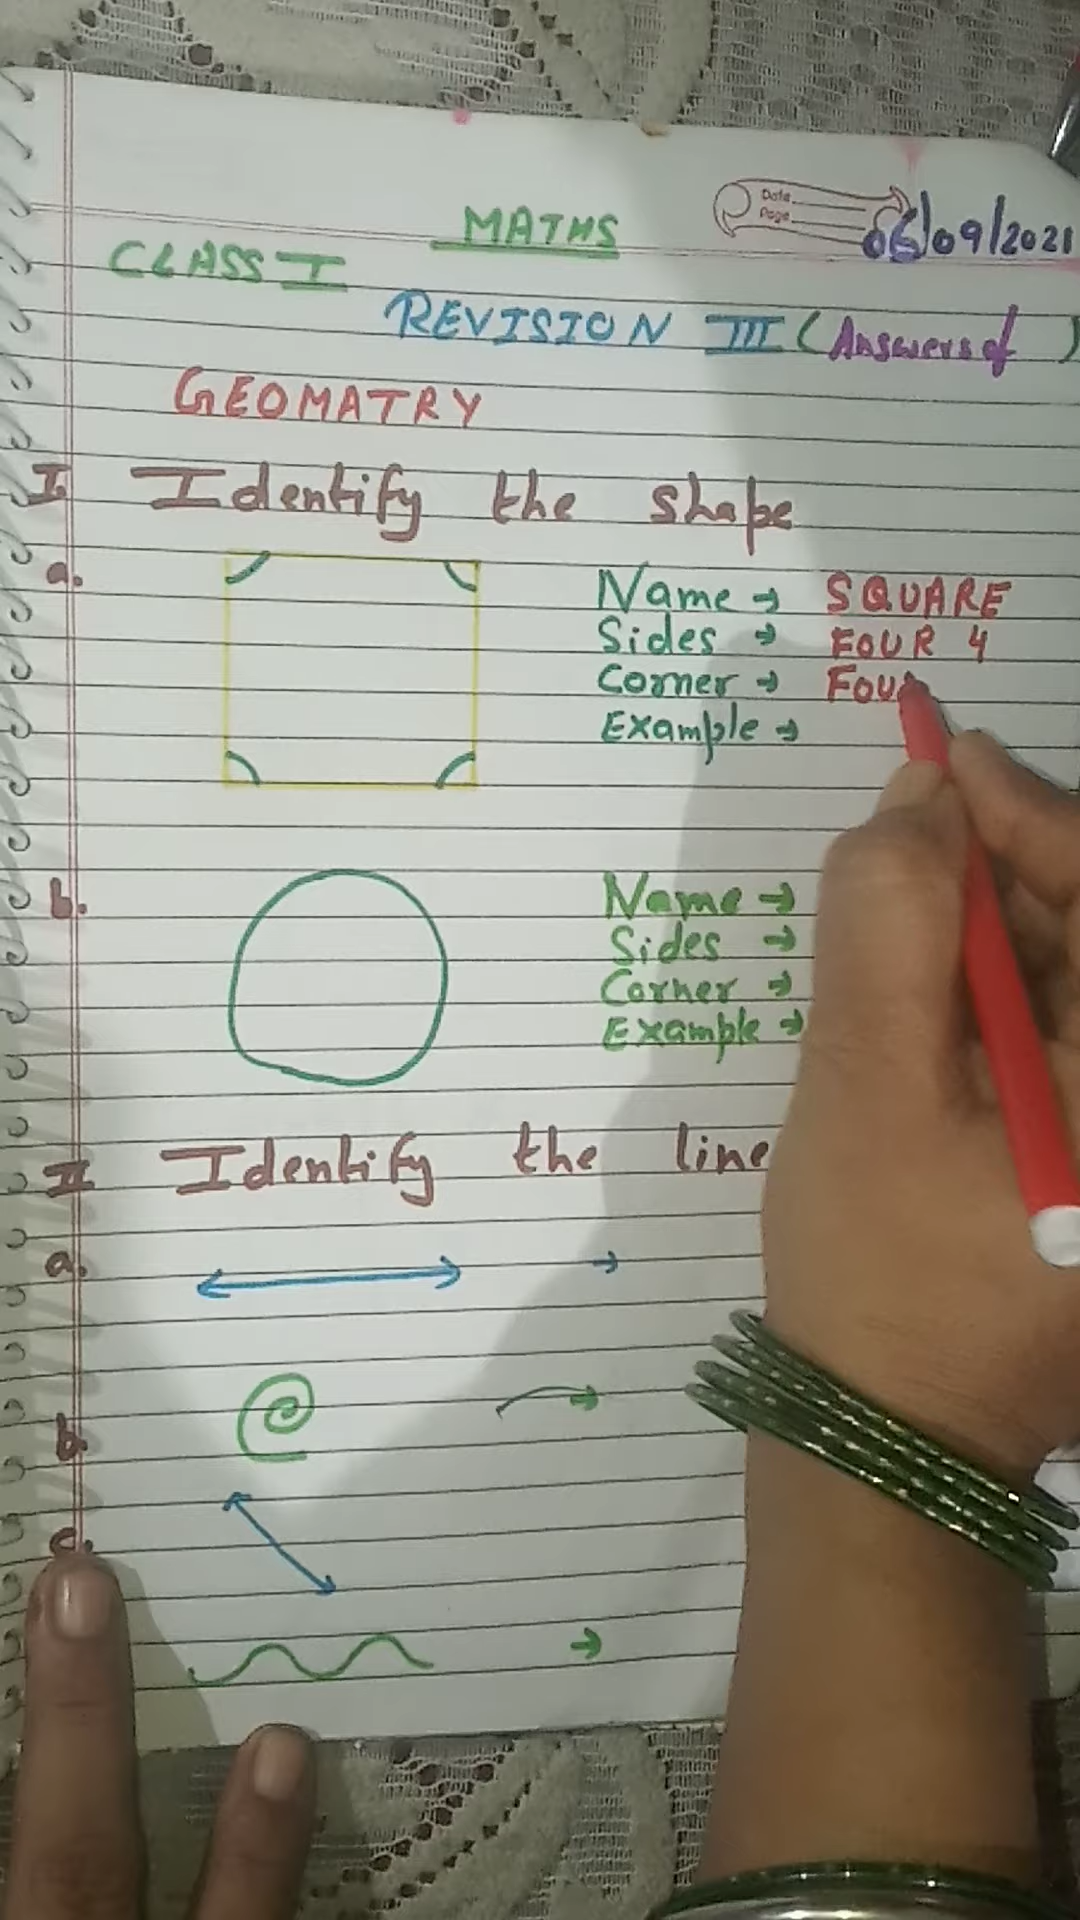 Date
Page
06/09/2021
MATHS
CLASS I
REVISION III (Answers of )
GEOMATRY
I. Identify the shape
a.
Name → SQUARE
Sides → FOUR 4
Corner → FOU
Example →
b.
Name →
Sides →
Corner →
Example →
II Identify the line
a. →
b. →
c.
→